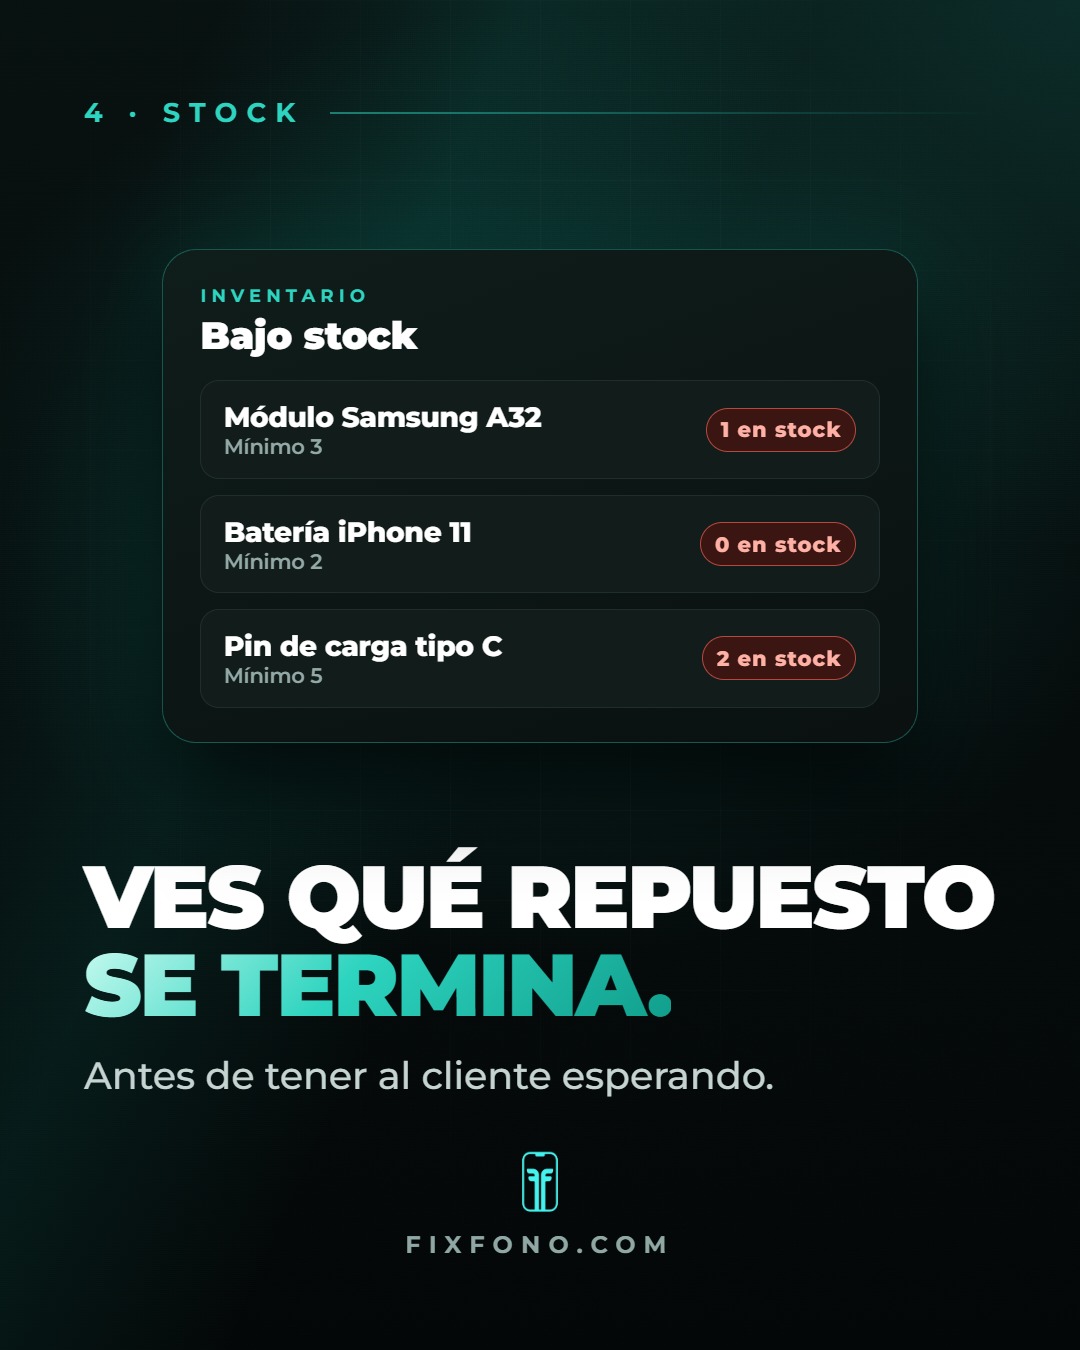 4 · STOCK
INVENTARIO
Bajo stock
Módulo Samsung A32
Mínimo 3
1 en stock
Batería iPhone 11
Mínimo 2
0 en stock
Pin de carga tipo C
Mínimo 5
2 en stock
VES QUÉ REPUESTO
SE TERMINA.
Antes de tener al cliente esperando.
FIXFONO.COM